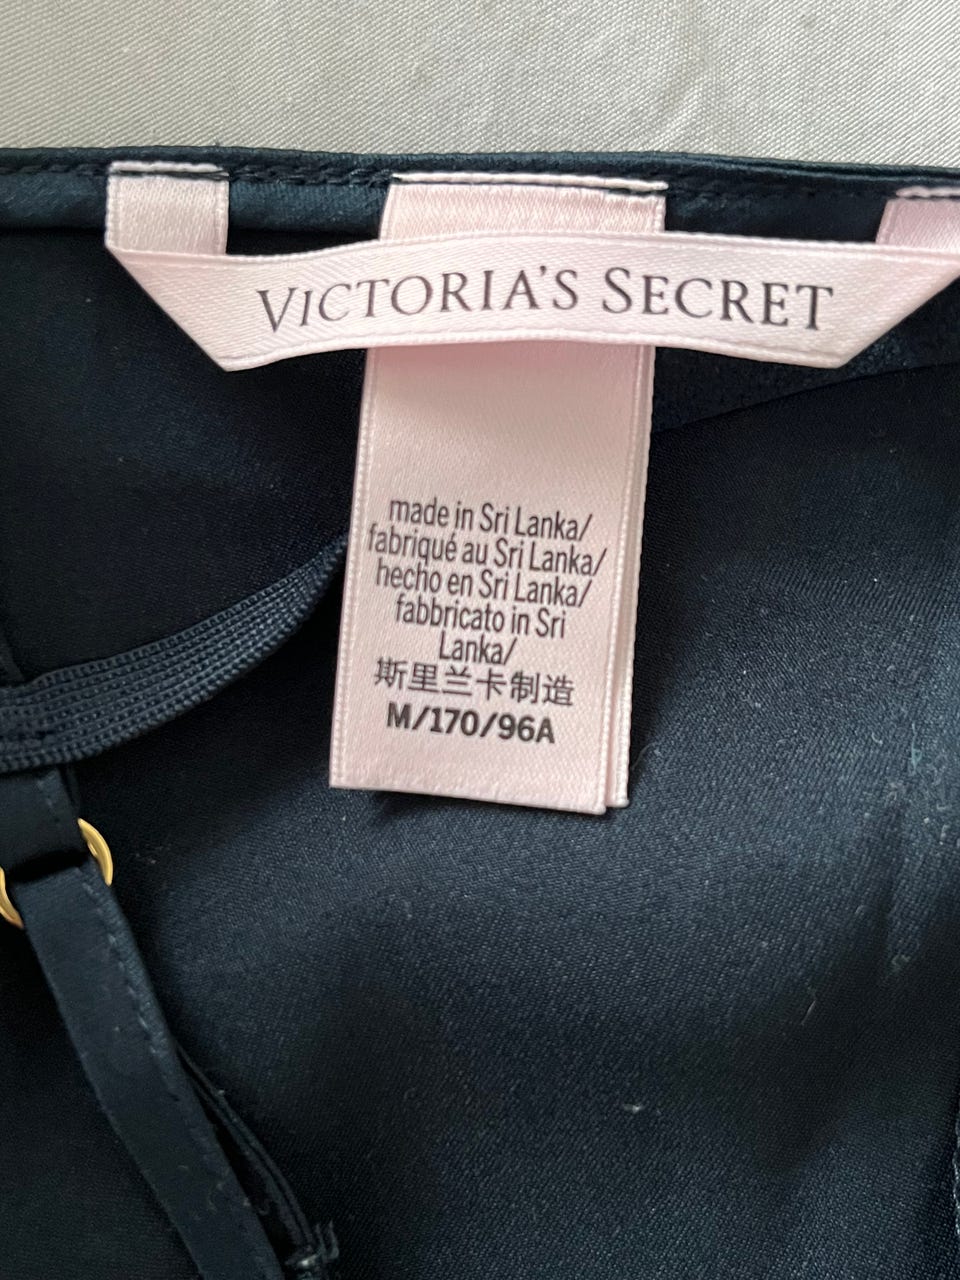 VICTORIA'S SECRET
made in Sri Lanka/
fabriqué au Sri Lanka/
hecho en Sri Lanka/
fabbricato in Sri
Lanka/
斯里兰卡制造
M/170/96A